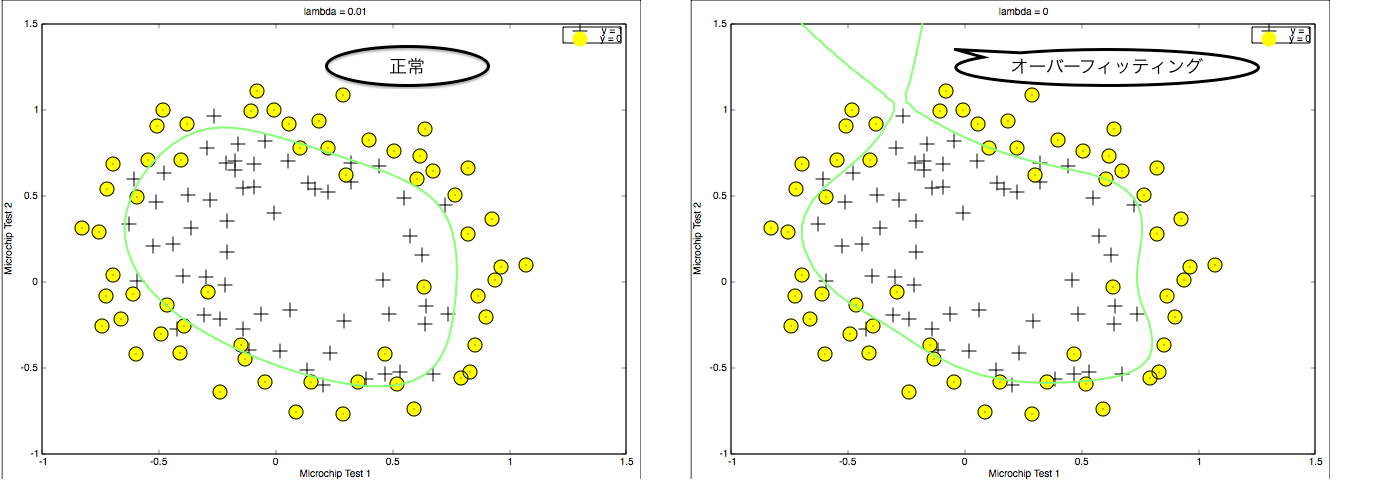 lambda = 0.01
1.5
1
0.5
0
-0.5
-1
-1
-0.5
0
0.5
1
1.5
Microchip Test 1
Microchip Test 2
y = 1
y = 0
正常
lambda = 0
1.5
1
0.5
0
-0.5
-1
-1
-0.5
0
0.5
1
1.5
Microchip Test 1
Microchip Test 2
y = 1
y = 0
オーバーフィッティング